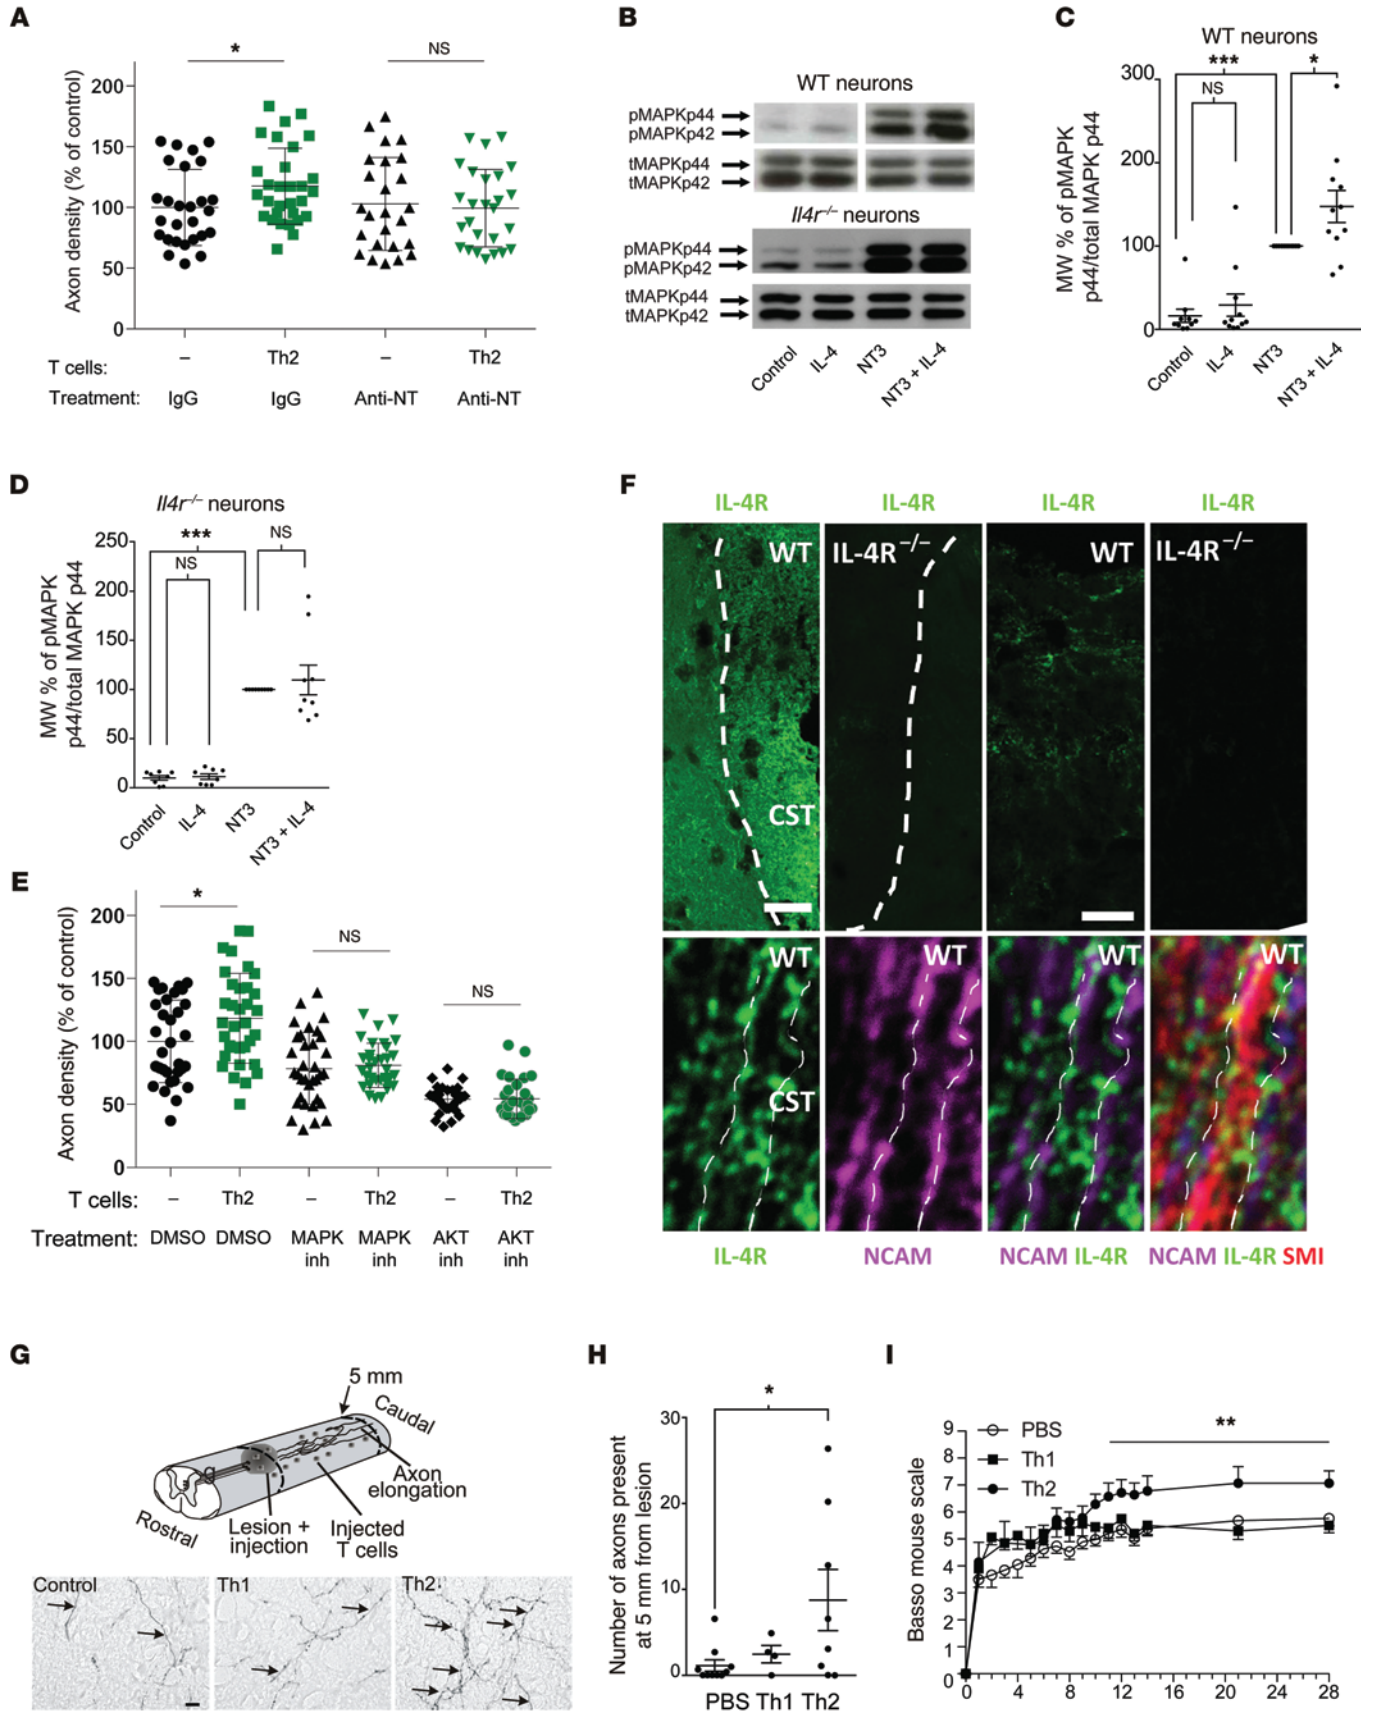 A
Axon density (% of control)
200
150
100
50
0
*
NS
T cells:
–
Th2
–
Th2
Treatment:
IgG
IgG
Anti-NT
Anti-NT
B
WT neurons
pMAPKp44
pMAPKp42
tMAPKp44
tMAPKp42
Il4r–/– neurons
pMAPKp44
pMAPKp42
tMAPKp44
tMAPKp42
Control
IL-4
NT3
NT3 + IL-4
C
WT neurons
MW % of pMAPK
p44/total MAPK p44
300
200
100
0
***
NS
*
Control
IL-4
NT3
NT3 + IL-4
D
Il4r–/– neurons
MW % of pMAPK
p44/total MAPK p44
250
200
150
100
50
0
***
NS
NS
Control
IL-4
NT3
NT3 + IL-4
E
Axon density (% of control)
200
150
100
50
0
*
NS
NS
T cells:
–
Th2
–
Th2
–
Th2
Treatment:
DMSO
DMSO
MAPK
inh
MAPK
inh
AKT
inh
AKT
inh
F
IL-4R
IL-4R
IL-4R
IL-4R
WT
IL-4R–/–
WT
IL-4R–/–
CST
WT
WT
WT
WT
CST
IL-4R
NCAM
NCAM IL-4R
NCAM IL-4R SMI
G
5 mm
Caudal
Axon
elongation
Rostral
Lesion +
injection
Injected
T cells
Control
Th1
Th2
H
Number of axons present
at 5 mm from lesion
30
20
10
0
*
PBS Th1 Th2
I
Basso mouse scale
9
8
7
6
5
4
3
2
1
0
PBS
Th1
Th2
**
0 4 8 12 16 20 24 28